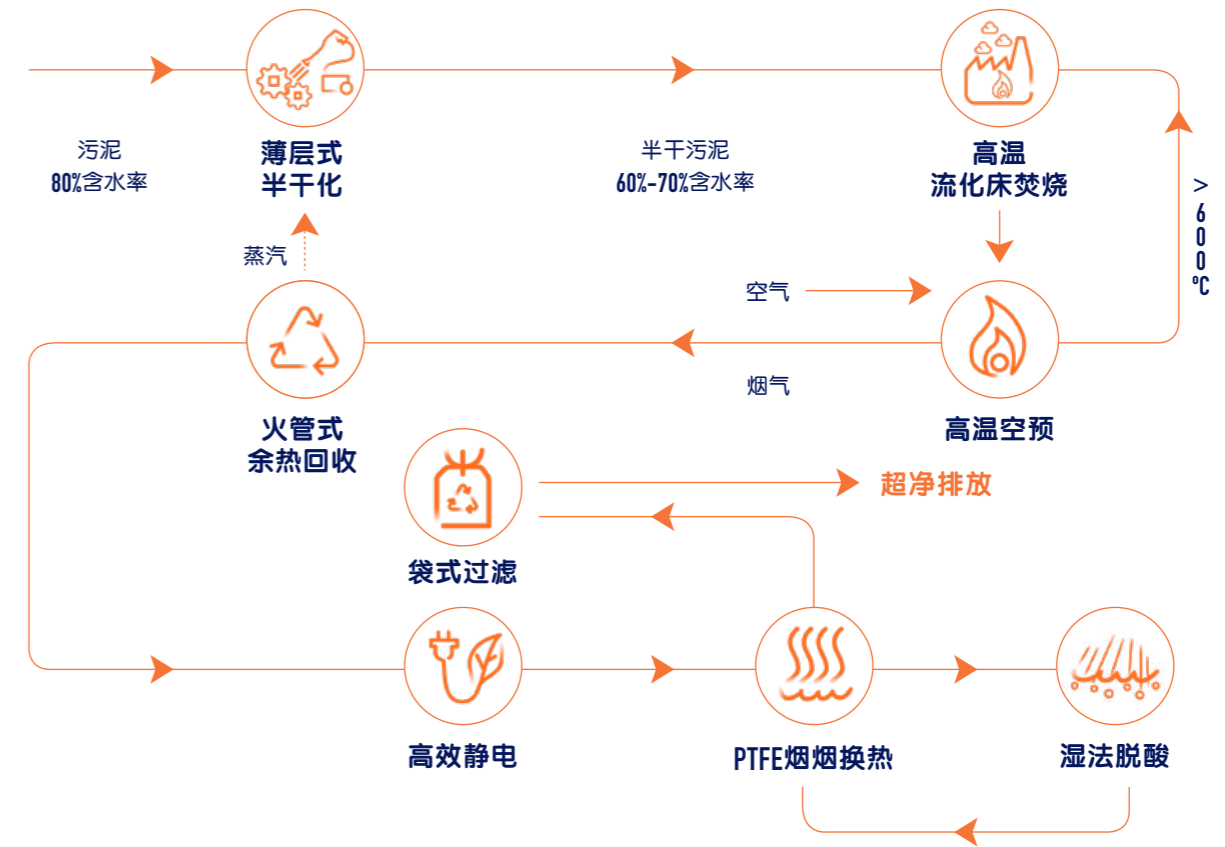 污泥
80%含水率
薄层式
半干化
半干污泥
60%-70%含水率
高温
流化床焚烧
>600℃
蒸汽
空气
烟气
火管式
余热回收
高温空预
超净排放
袋式过滤
高效静电
PTFE烟烟换热
湿法脱酸